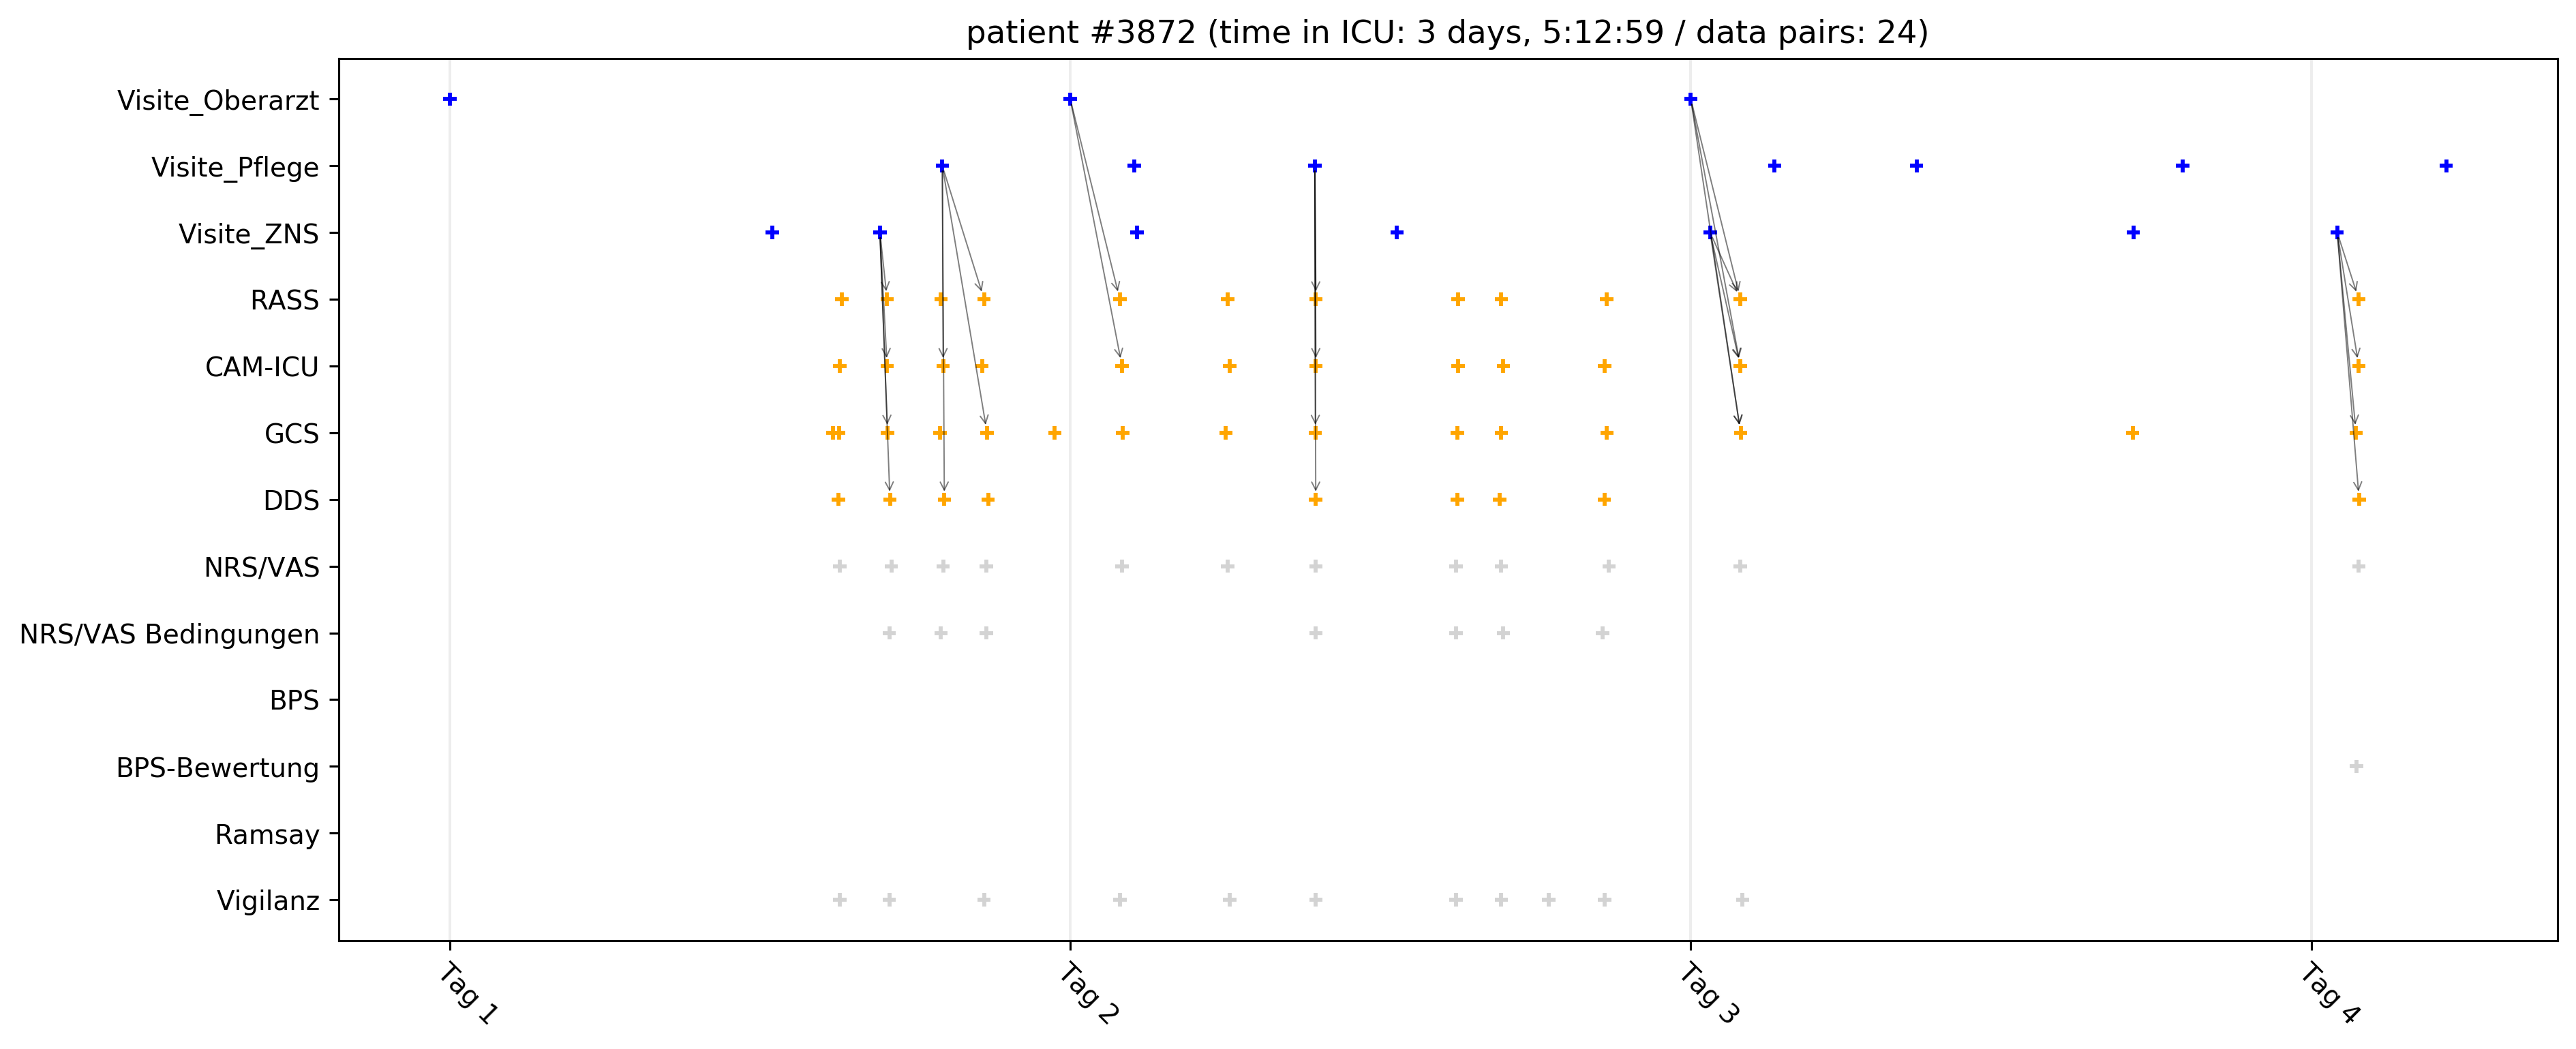 patient #3872 (time in ICU: 3 days, 5:12:59 / data pairs: 24)
Visite_Oberarzt
Visite_Pflege
Visite_ZNS
RASS
CAM-ICU
GCS
DDS
NRS/VAS
NRS/VAS Bedingungen
BPS
BPS-Bewertung
Ramsay
Vigilanz
Tag 1
Tag 2
Tag 3
Tag 4